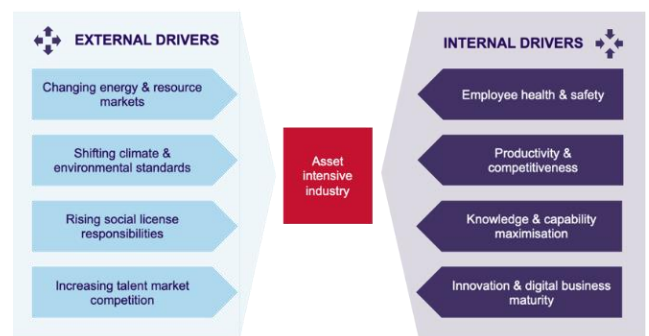 EXTERNAL DRIVERS
Changing energy & resource
markets
Shifting climate &
environmental standards
Rising social license
responsibilities
Increasing talent market
competition
Asset
intensive
industry
INTERNAL DRIVERS
Employee health & safety
Productivity &
competitiveness
Knowledge & capability
maximisation
Innovation & digital business
maturity